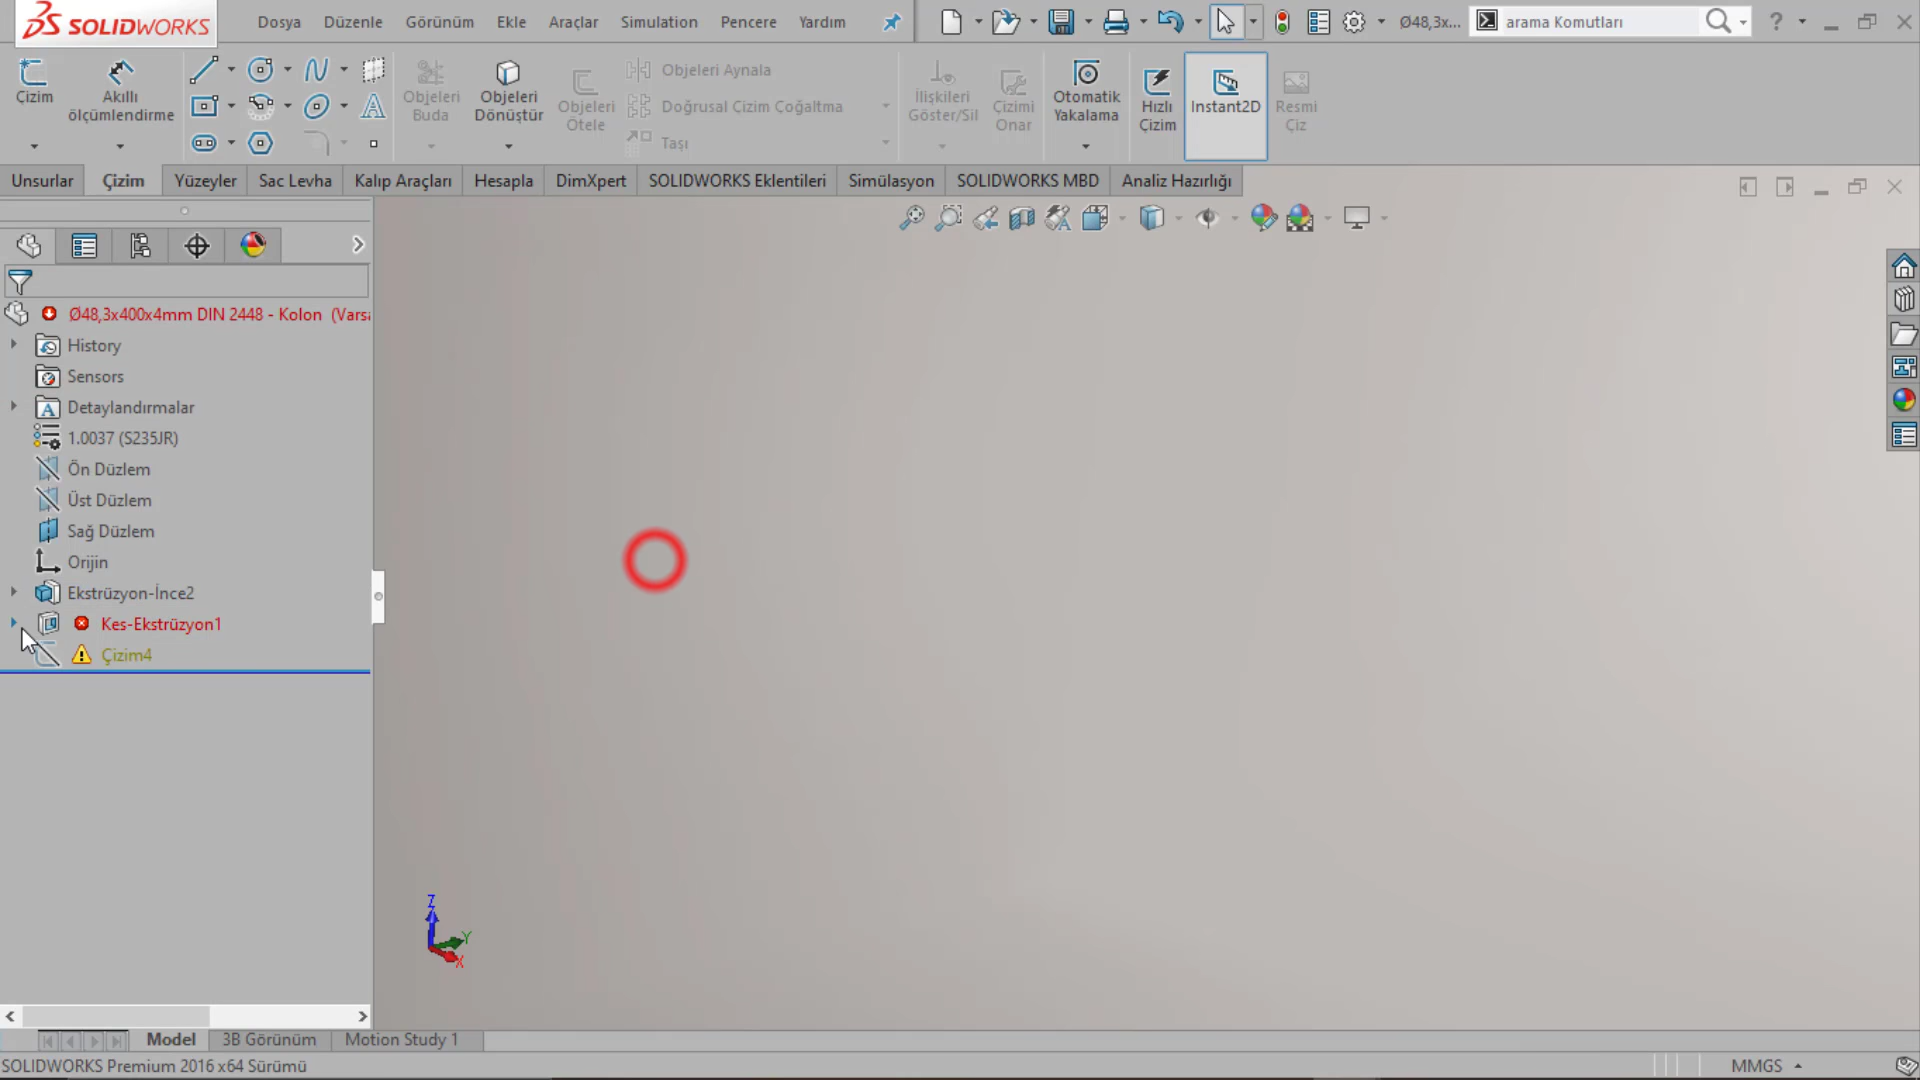 SOLIDWORKS
Dosya Düzenle Görünüm Ekle Araçlar Simulation Pencere Yardım
Ø48,3x...
arama Komutları
Çizim
Akıllı ölçümlendirme
Objeleri Buda
Objeleri Dönüştür
Objeleri Ötele
Objeleri Aynala
Doğrusal Çizim Çoğaltma
Taşı
İlişkileri Göster/Sil
Çizimi Onar
Otomatik Yakalama
Hızlı Çizim
Instant2D
Resmi Çiz
Unsurlar Çizim Yüzeyler Sac Levha Kalıp Araçları Hesapla DimXpert SOLIDWORKS Eklentileri Simülasyon SOLIDWORKS MBD Analiz Hazırlığı
Ø48,3x400x4mm DIN 2448 - Kolon (Varsa
History
Sensors
Detaylandırmalar
1.0037 (S235JR)
Ön Düzlem
Üst Düzlem
Sağ Düzlem
Orijin
Ekstrüzyon-İnce2
Kes-Ekstrüzyon1
Çizim4
Z
Y
X
Model 3B Görünüm Motion Study 1
SOLIDWORKS Premium 2016 x64 Sürümü
MMGS